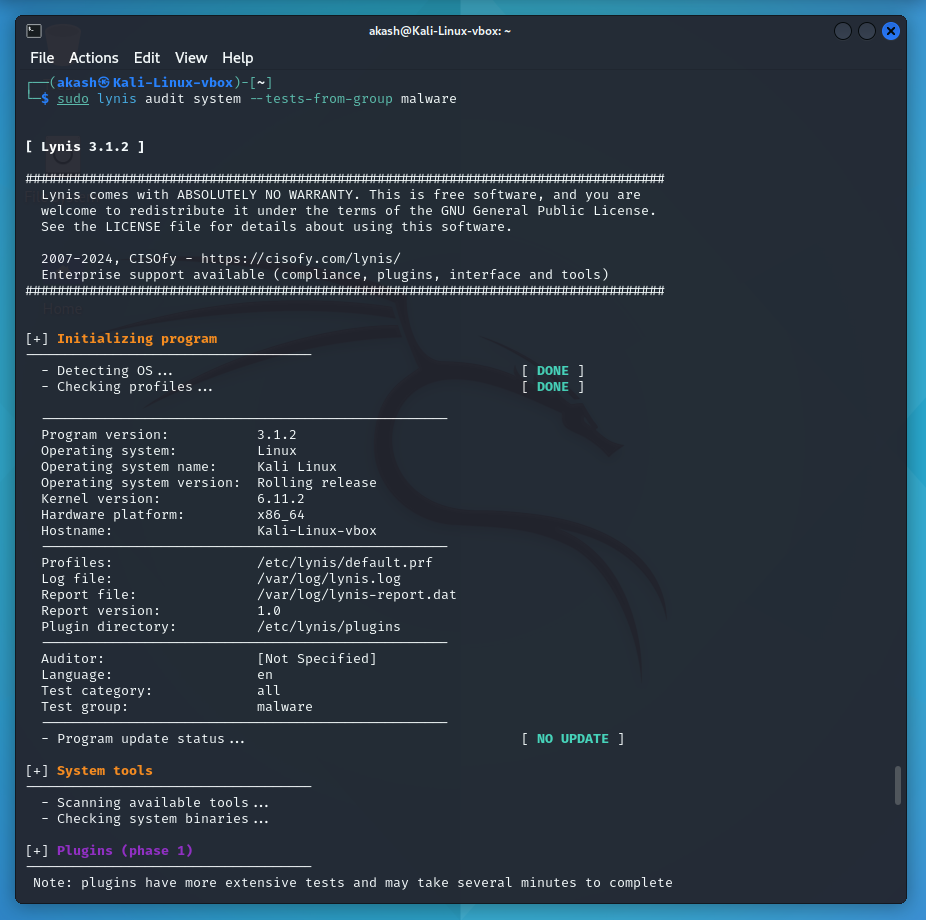 akash@Kali-Linux-vbox: ~
File Actions Edit View Help
┌──(akash㉿Kali-Linux-vbox)-[~]
└─$ sudo lynis audit system --tests-from-group malware
[ Lynis 3.1.2 ]
################################################################################
Lynis comes with ABSOLUTELY NO WARRANTY. This is free software, and you are
welcome to redistribute it under the terms of the GNU General Public License.
See the LICENSE file for details about using this software.
2007-2024, CISOfy - https://cisofy.com/lynis/
Enterprise support available (compliance, plugins, interface and tools)
################################################################################
Home
[+] Initializing program
------------------------------------
- Detecting OS... [ DONE ]
- Checking profiles... [ DONE ]
---------------------------------------------------
Program version: 3.1.2
Operating system: Linux
Operating system name: Kali Linux
Operating system version: Rolling release
Kernel version: 6.11.2
Hardware platform: x86_64
Hostname: Kali-Linux-vbox
---------------------------------------------------
Profiles: /etc/lynis/default.prf
Log file: /var/log/lynis.log
Report file: /var/log/lynis-report.dat
Report version: 1.0
Plugin directory: /etc/lynis/plugins
---------------------------------------------------
Auditor: [Not Specified]
Language: en
Test category: all
Test group: malware
---------------------------------------------------
- Program update status... [ NO UPDATE ]
[+] System tools
------------------------------------
- Scanning available tools...
- Checking system binaries...
[+] Plugins (phase 1)
------------------------------------
Note: plugins have more extensive tests and may take several minutes to complete